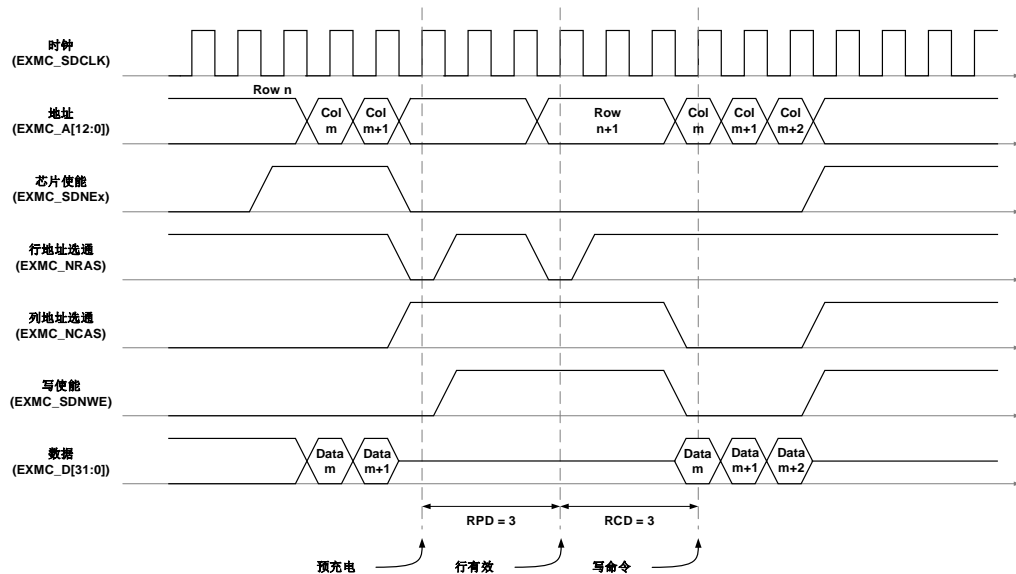 时钟
(EXMC_SDCLK)
Row n
地址
(EXMC_A[12:0])
Col
m
Col
m+1
Row
n+1
Col
m
Col
m+1
Col
m+2
芯片使能
(EXMC_SDNEx)
行地址选通
(EXMC_NRAS)
列地址选通
(EXMC_NCAS)
写使能
(EXMC_SDNWE)
数据
(EXMC_D[31:0])
Data
m
Data
m+1
Data
m
Data
m+1
Data
m+2
RPD = 3
RCD = 3
预充电
行有效
写命令